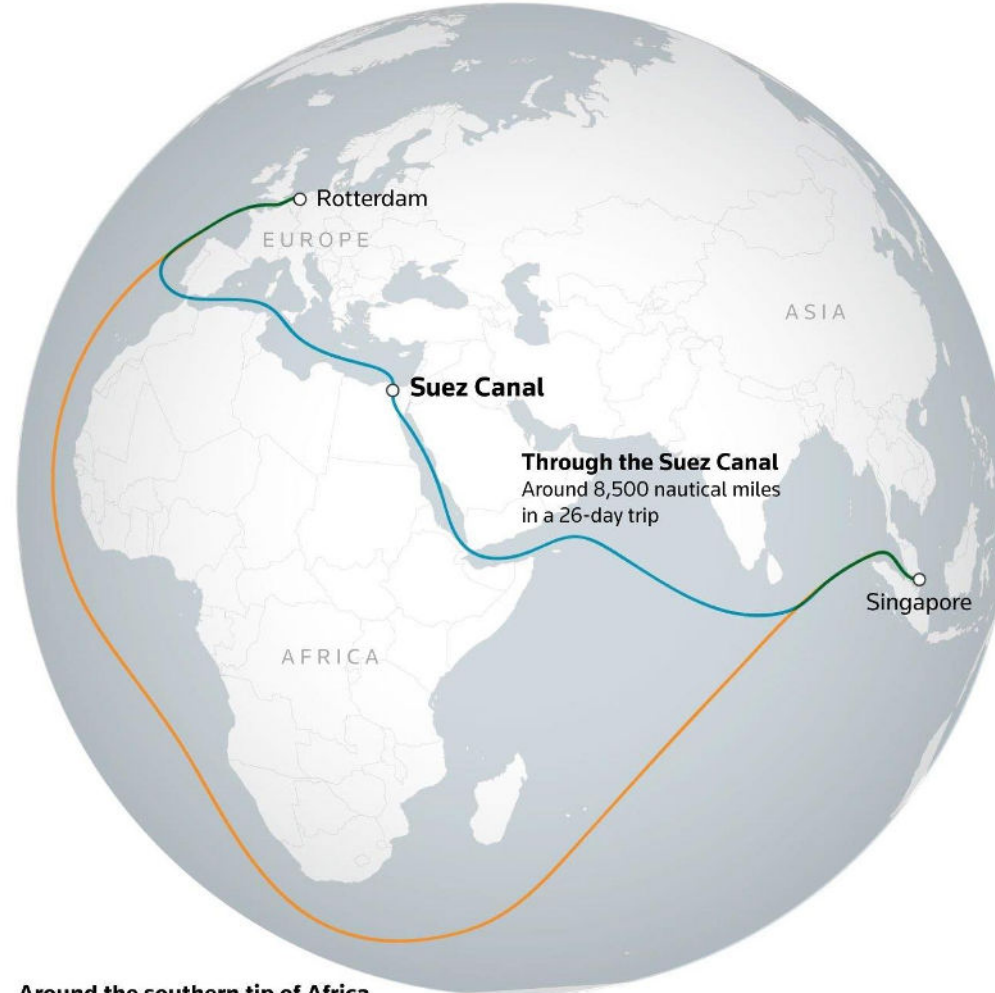 Rotterdam
EUROPE
ASIA
Suez Canal
Through the Suez Canal
Around 8,500 nautical miles
in a 26-day trip
Singapore
AFRICA
Around the southern tip of Africa